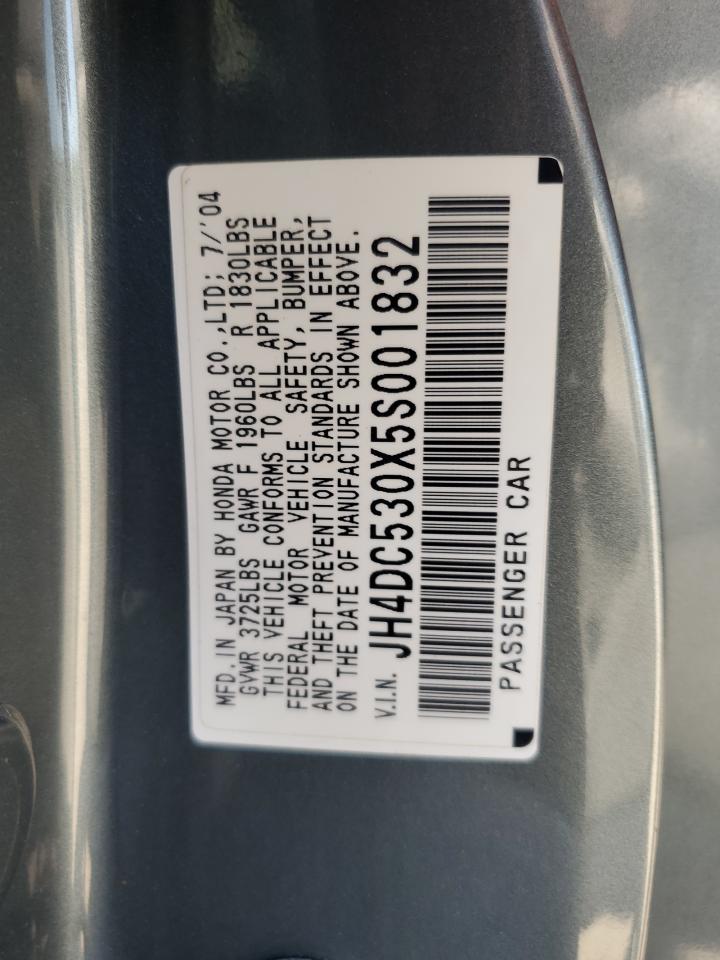 MFD. IN JAPAN BY HONDA MOTOR CO.,LTD; 7/'04
GVWR 3725LBS GAWR F 1960LBS R 1830LBS
THIS VEHICLE CONFORMS TO ALL APPLICABLE
FEDERAL MOTOR VEHICLE SAFETY, BUMPER,
AND THEFT PREVENTION STANDARDS IN EFFECT
ON THE DATE OF MANUFACTURE SHOWN ABOVE.
V.I.N. JH4DC530X5S001832
PASSENGER CAR